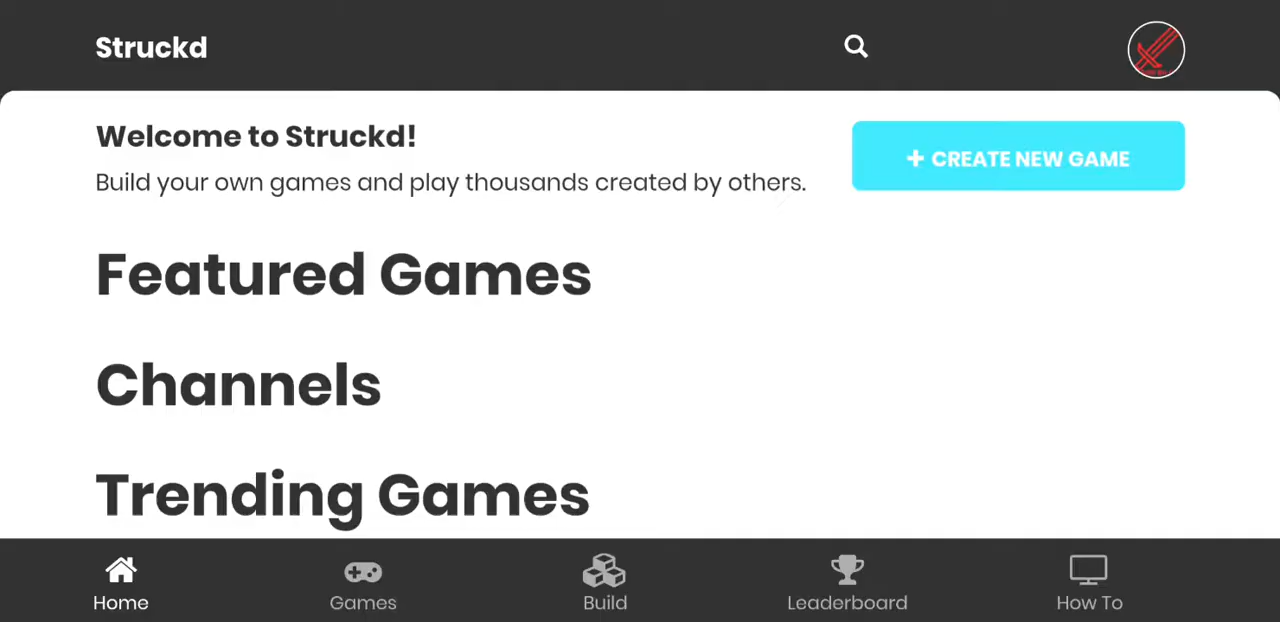 Struckd
Welcome to Struckd!
Build your own games and play thousands created by others.
+ CREATE NEW GAME
Featured Games
Channels
Trending Games
Home
Games
Build
Leaderboard
How To